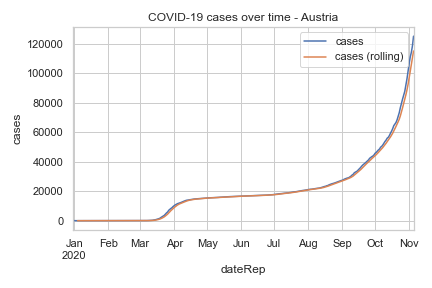 COVID-19 cases over time - Austria
cases
cases (rolling)
120000
100000
80000
60000
40000
20000
0
cases
Jan Feb Mar Apr May Jun Jul Aug Sep Oct Nov
2020
dateRep